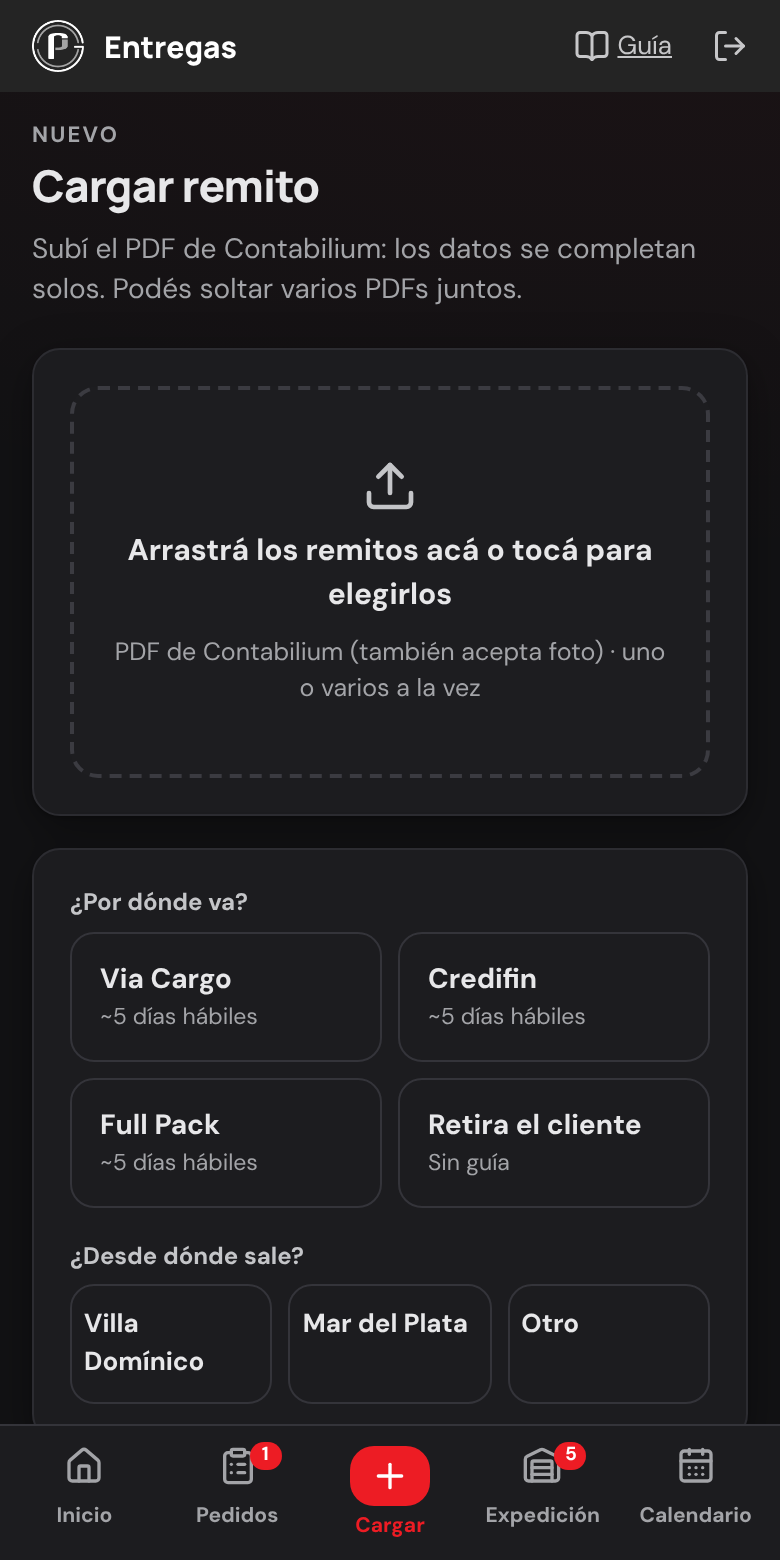 Entregas
Guía
NUEVO
Cargar remito
Subí el PDF de Contabilium: los datos se completan
solos. Podés soltar varios PDFs juntos.
Arrastrá los remitos acá o tocá para
elegirlos
PDF de Contabilium (también acepta foto) · uno
o varios a la vez
¿Por dónde va?
Via Cargo
~5 días hábiles
Credifin
~5 días hábiles
Full Pack
~5 días hábiles
Retira el cliente
Sin guía
¿Desde dónde sale?
Villa
Domínico
Mar del Plata
Otro
Inicio
1
Pedidos
Cargar
5
Expedición
Calendario